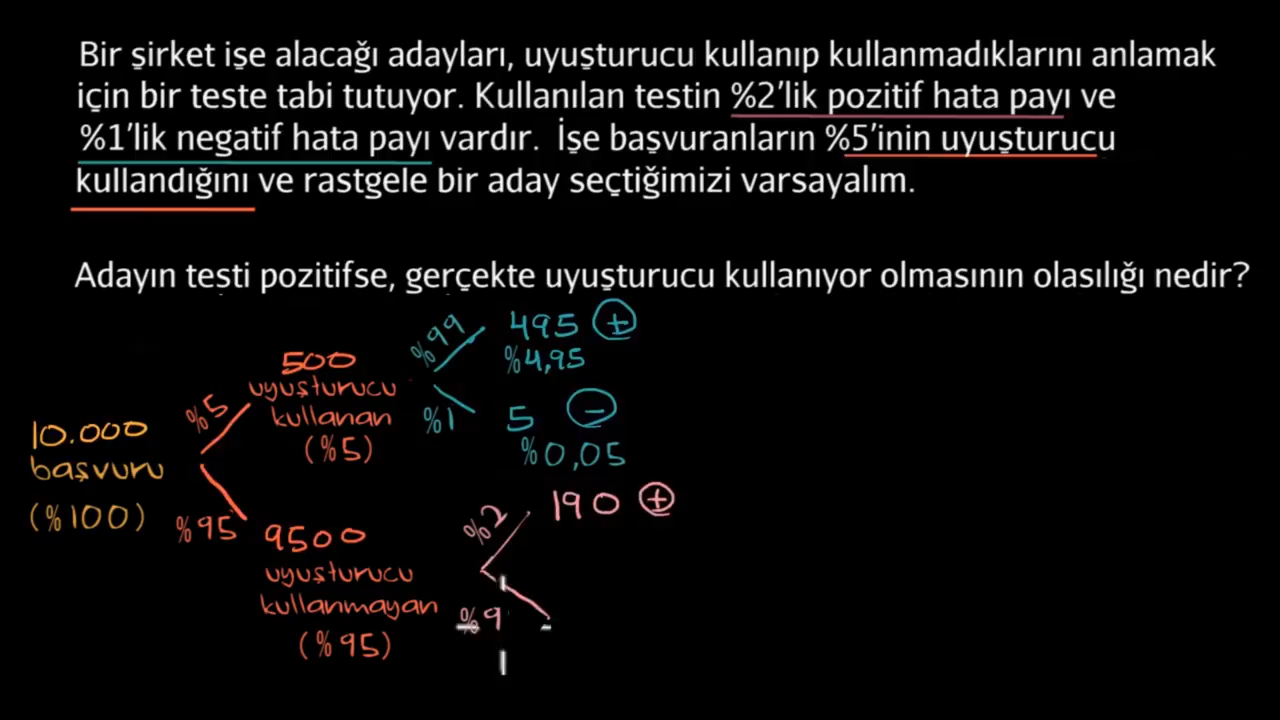 Bir şirket işe alacağı adayları, uyuşturucu kullanıp kullanmadıklarını anlamak
için bir teste tabi tutuyor. Kullanılan testin %2'lik pozitif hata payı ve
%1'lik negatif hata payı vardır. İşe başvuranların %5'inin uyuşturucu
kullandığını ve rastgele bir aday seçtiğimizi varsayalım.
Adayın testi pozitifse, gerçekte uyuşturucu kullanıyor olmasının olasılığı nedir?
10.000
başvuru
(%100)
%5
%95
500
uyuşturucu
kullanan
(%5)
%99
495 +
%4,95
%1
5 -
%0,05
9500
uyuşturucu
kullanmayan
(%95)
%2
190 +
%9